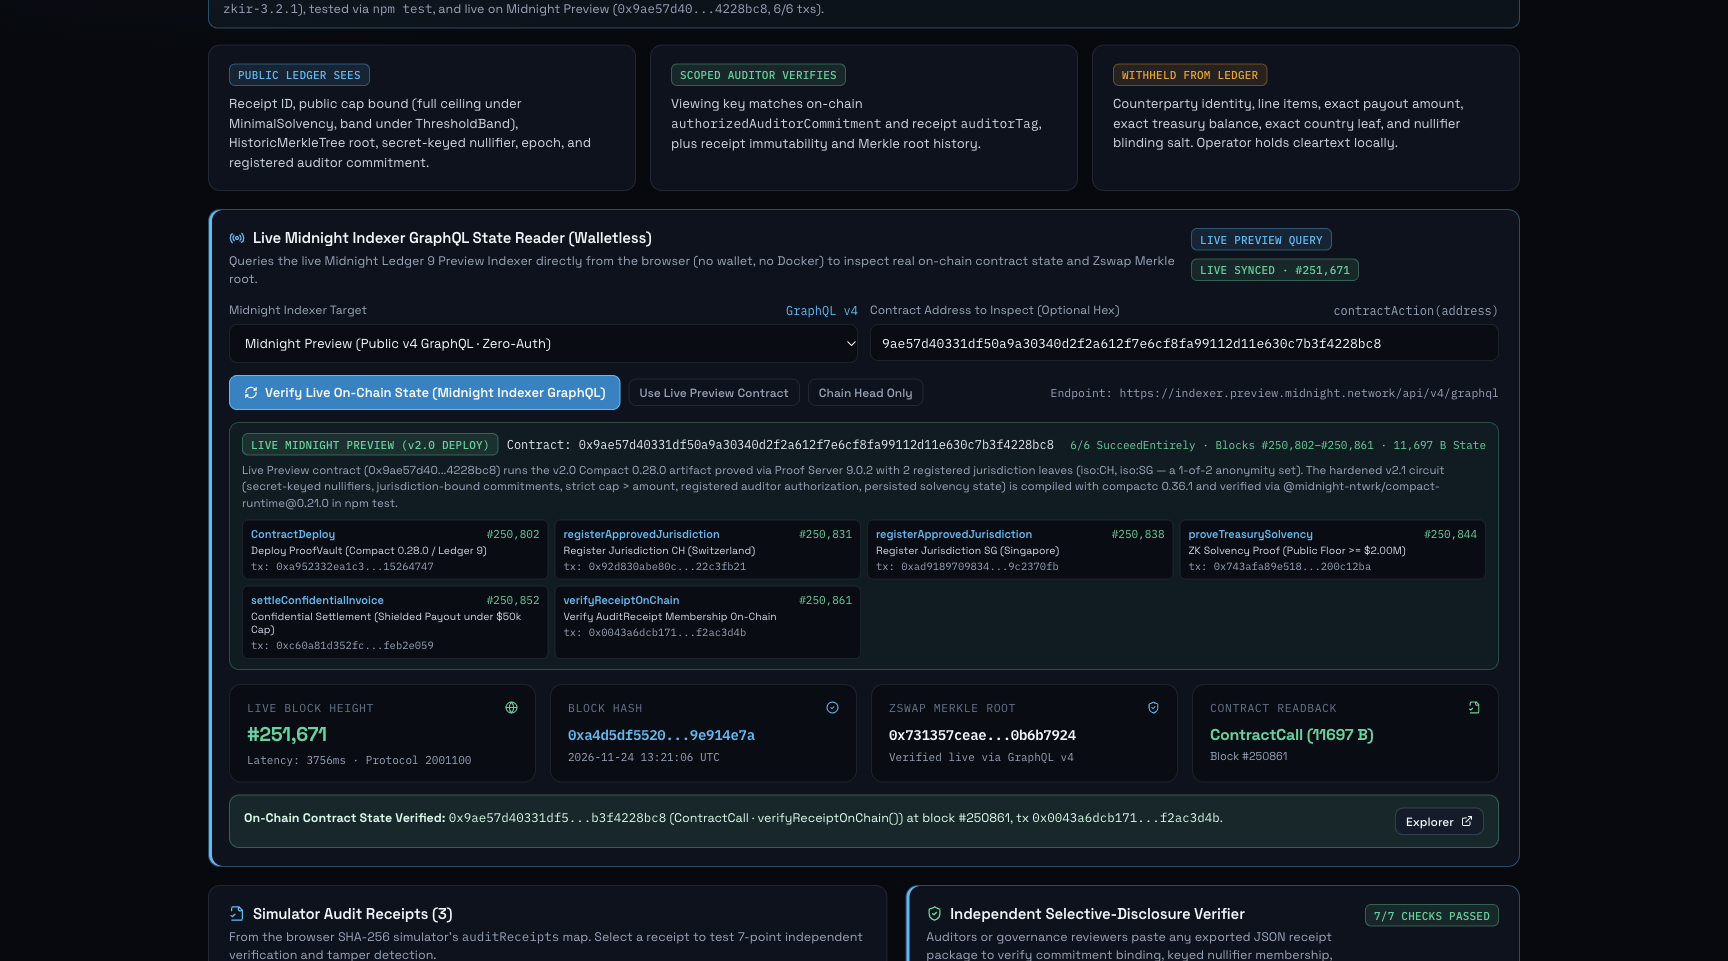 zkir-3.2.1), tested via npm test, and live on Midnight Preview (0x9ae57d40...4228bc8, 6/6 txs).
PUBLIC LEDGER SEES
Receipt ID, public cap bound (full ceiling under
MinimalSolvency, band under ThresholdBand),
HistoricMerkleTree root, secret-keyed nullifier, epoch, and
registered auditor commitment.
SCOPED AUDITOR VERIFIES
Viewing key matches on-chain
authorizedAuditorCommitment and receipt auditorTag,
plus receipt immutability and Merkle root history.
WITHHELD FROM LEDGER
Counterparty identity, line items, exact payout amount,
exact treasury balance, exact country leaf, and nullifier
blinding salt. Operator holds cleartext locally.
Live Midnight Indexer GraphQL State Reader (Walletless)
Queries the live Midnight Ledger 9 Preview Indexer directly from the browser (no wallet, no Docker) to inspect real on-chain contract state and Zswap Merkle
root.
LIVE PREVIEW QUERY
LIVE SYNCED · #251,671
Midnight Indexer Target
GraphQL v4
Midnight Preview (Public v4 GraphQL · Zero-Auth)
Contract Address to Inspect (Optional Hex)
contractAction(address)
9ae57d40331df50a9a30340d2f2a612f7e6cf8fa99112d11e630c7b3f4228bc8
Verify Live On-Chain State (Midnight Indexer GraphQL)
Use Live Preview Contract
Chain Head Only
Endpoint: https://indexer.preview.midnight.network/api/v4/graphql
LIVE MIDNIGHT PREVIEW (v2.0 DEPLOY)
Contract: 0x9ae57d40331df50a9a30340d2f2a612f7e6cf8fa99112d11e630c7b3f4228bc8
6/6 SucceedEntirely · Blocks #250,802–#250,861 · 11,697 B State
Live Preview contract (0x9ae57d40...4228bc8) runs the v2.0 Compact 0.28.0 artifact proved via Proof Server 9.0.2 with 2 registered jurisdiction leaves (iso:CH, iso:SG — a 1-of-2 anonymity set). The hardened v2.1 circuit
(secret-keyed nullifiers, jurisdiction-bound commitments, strict cap > amount, registered auditor authorization, persisted solvency state) is compiled with compactc 0.36.1 and verified via @midnight-ntwrk/compact-
runtime@0.21.0 in npm test.
ContractDeploy #250,802
Deploy ProofVault (Compact 0.28.0 / Ledger 9)
tx: 0xa952332ea1c3...15264747
registerApprovedJurisdiction #250,831
Register Jurisdiction CH (Switzerland)
tx: 0x92d830abe80c...22c3fb21
registerApprovedJurisdiction #250,838
Register Jurisdiction SG (Singapore)
tx: 0xad9189709834...9c2370fb
proveTreasurySolvency #250,844
ZK Solvency Proof (Public Floor >= $2.00M)
tx: 0x743afa89e518...200c12ba
settleConfidentialInvoice #250,852
Confidential Settlement (Shielded Payout under $50k
Cap)
tx: 0xc60a81d352fc...feb2e059
verifyReceiptOnChain #250,861
Verify AuditReceipt Membership On-Chain
tx: 0x0043a6dcb171...f2ac3d4b
LIVE BLOCK HEIGHT
#251,671
Latency: 3756ms · Protocol 2001100
BLOCK HASH
0xa4d5df5520...9e914e7a
2026-11-24 13:21:06 UTC
ZSWAP MERKLE ROOT
0x731357ceae...0b6b7924
Verified live via GraphQL v4
CONTRACT READBACK
ContractCall (11697 B)
Block #250861
On-Chain Contract State Verified: 0x9ae57d40331df5...b3f4228bc8 (ContractCall · verifyReceiptOnChain()) at block #250861, tx 0x0043a6dcb171...f2ac3d4b.
Explorer
Simulator Audit Receipts (3)
From the browser SHA-256 simulator's auditReceipts map. Select a receipt to test 7-point independent
verification and tamper detection.
Independent Selective-Disclosure Verifier
7/7 CHECKS PASSED
Auditors or governance reviewers paste any exported JSON receipt
package to verify commitment binding, keyed nullifier membership,